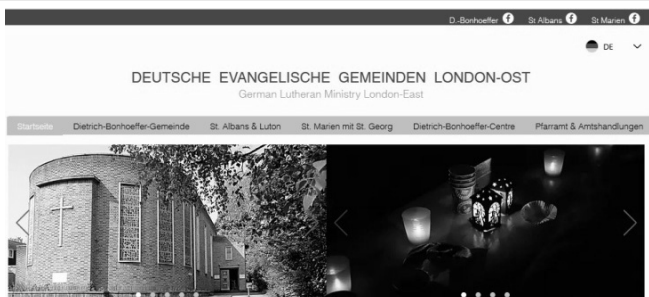 D.-Bonhoeffer St Albans St Marien
DE
DEUTSCHE EVANGELISCHE GEMEINDEN LONDON-OST
German Lutheran Ministry London-East
Startseite Dietrich-Bonhoeffer-Gemeinde St. Albans & Luton St. Marien mit St. Georg Dietrich-Bonhoeffer-Centre Pfarramt & Amtshandlungen